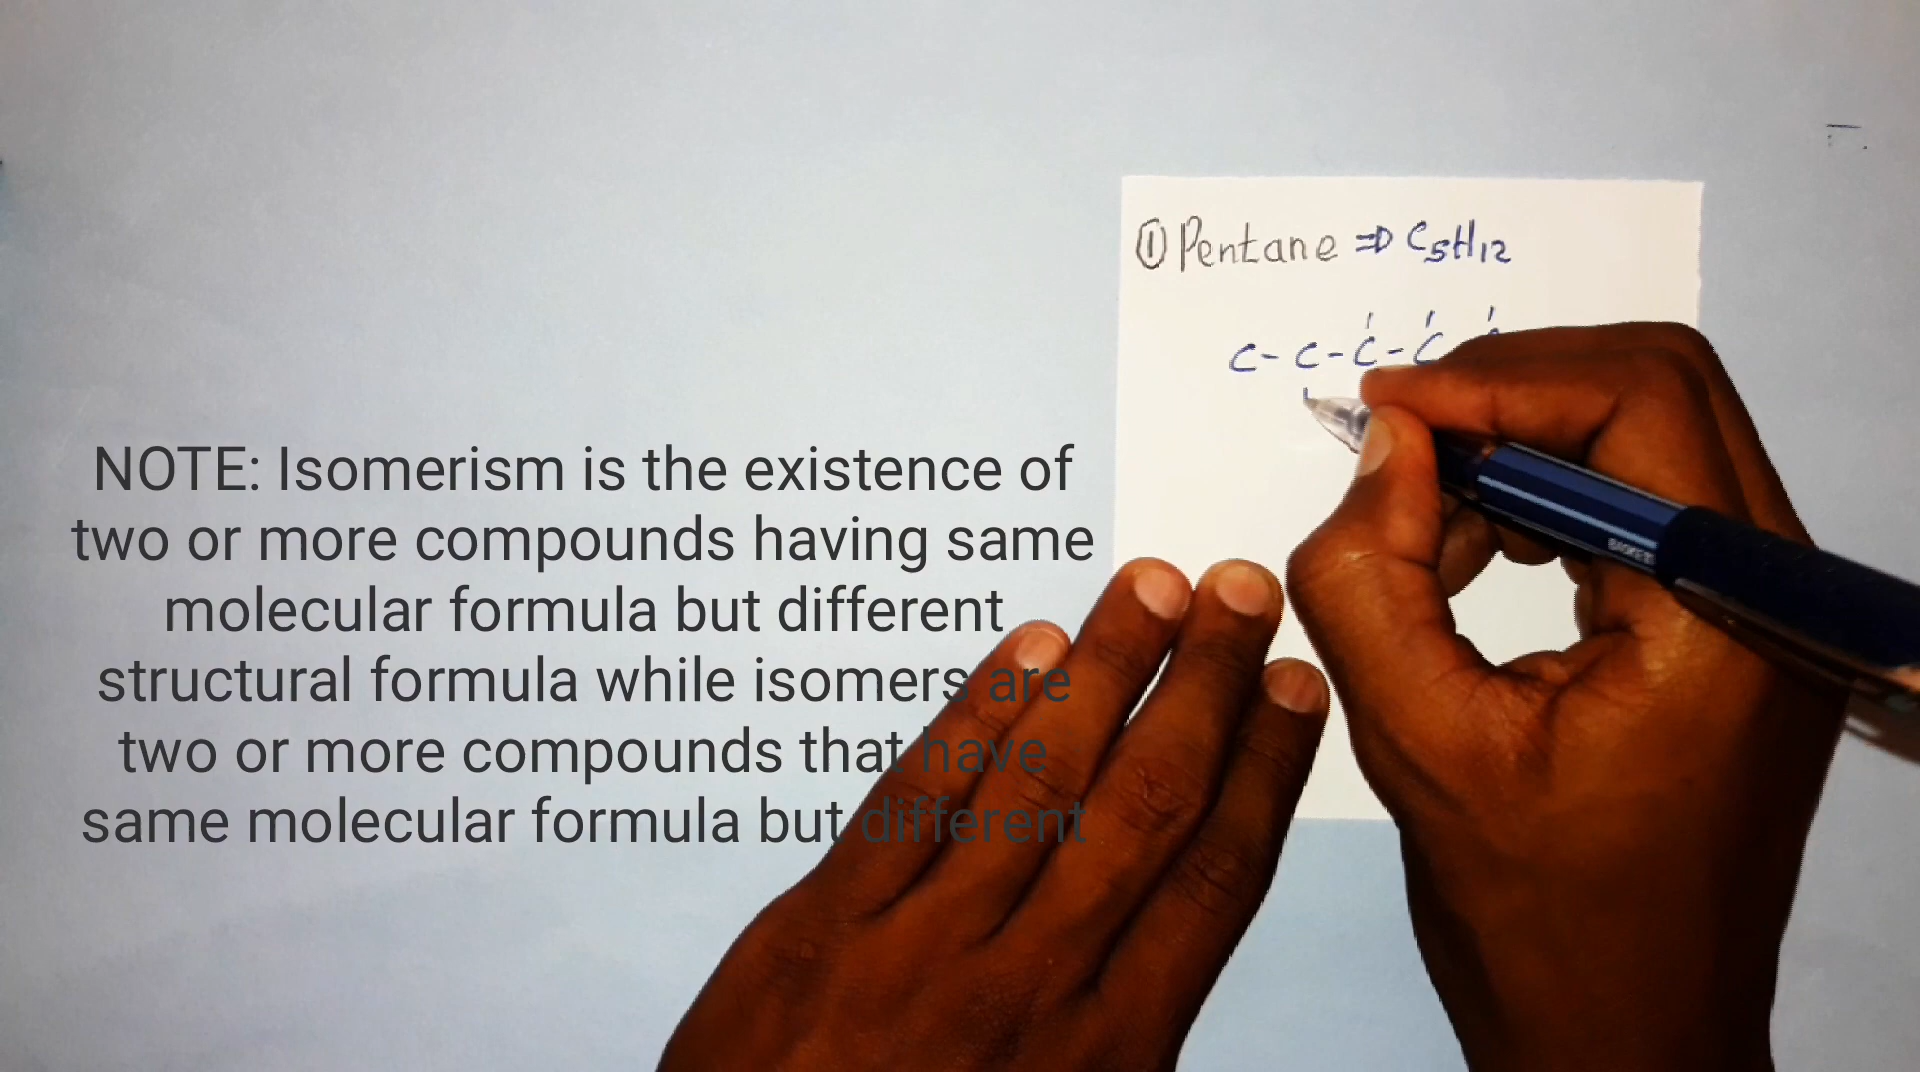 ① Pentane ⇒ C₅H₁₂
C - C - C - C
NOTE: Isomerism is the existence of
two or more compounds having same
molecular formula but different
structural formula while isomers are
two or more compounds that have
same molecular formula but different